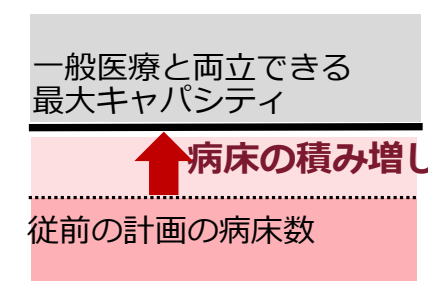 一般医療と両立できる
最大キャパシティ
病床の積み増し
従前の計画の病床数